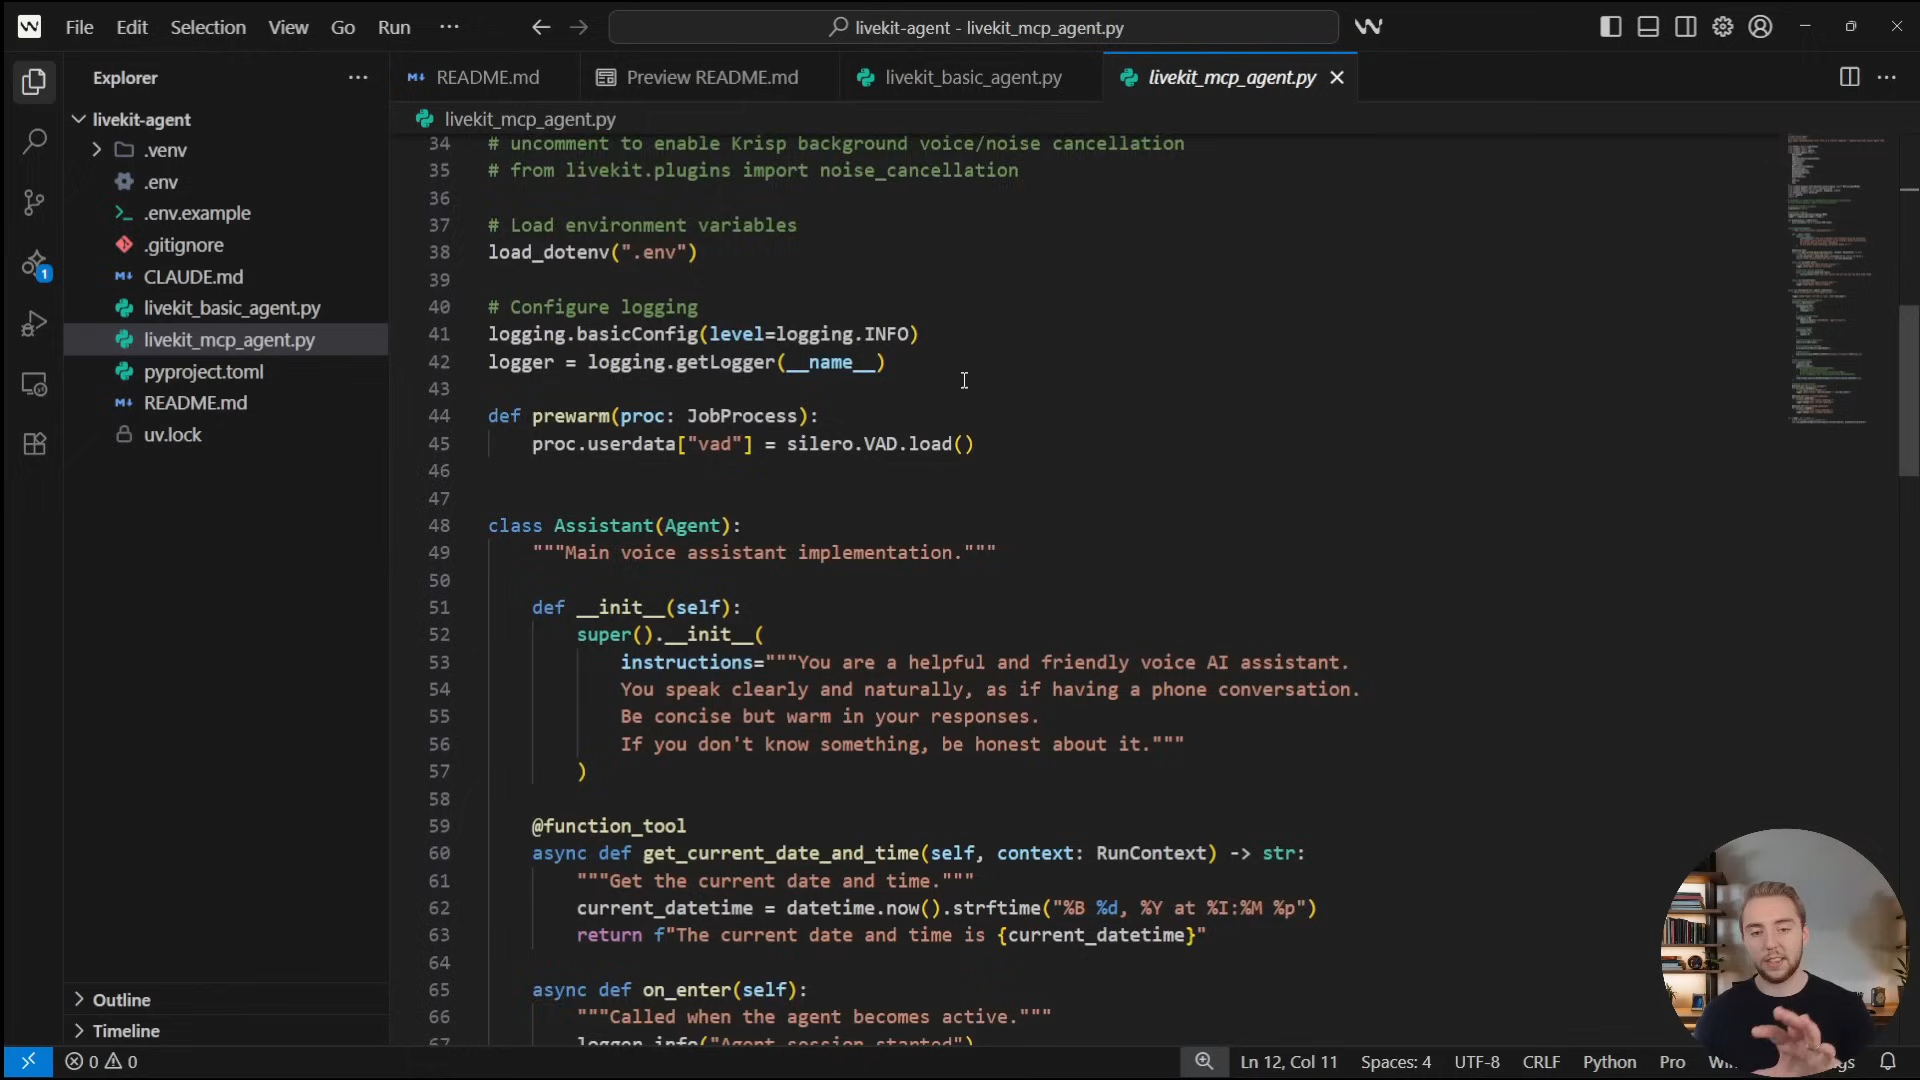 File Edit Selection View Go Run ···
livekit-agent - livekit_mcp_agent.py
Explorer
livekit-agent
.venv
.env
.env.example
.gitignore
CLAUDE.md
livekit_basic_agent.py
livekit_mcp_agent.py
pyproject.toml
README.md
uv.lock
1
Outline
Timeline
README.md
Preview README.md
livekit_basic_agent.py
livekit_mcp_agent.py
livekit_mcp_agent.py
34 # uncomment to enable Krisp background voice/noise cancellation
35 # from livekit.plugins import noise_cancellation
36
37 # Load environment variables
38 load_dotenv(".env")
39
40 # Configure logging
41 logging.basicConfig(level=logging.INFO)
42 logger = logging.getLogger(__name__)
43
44 def prewarm(proc: JobProcess):
45 proc.userdata["vad"] = silero.VAD.load()
46
47
48 class Assistant(Agent):
49 """Main voice assistant implementation."""
50
51 def __init__(self):
52 super().__init__(
53 instructions="""You are a helpful and friendly voice AI assistant.
54 You speak clearly and naturally, as if having a phone conversation.
55 Be concise but warm in your responses.
56 If you don't know something, be honest about it."""
57 )
58
59 @function_tool
60 async def get_current_date_and_time(self, context: RunContext) -> str:
61 """Get the current date and time."""
62 current_datetime = datetime.now().strftime("%B %d, %Y at %I:%M %p")
63 return f"The current date and time is {current_datetime}"
64
65 async def on_enter(self):
66 """Called when the agent becomes active."""
67 logger.info("Agent session started")
0 0
Ln 12, Col 11 Spaces: 4 UTF-8 CRLF Python Pro